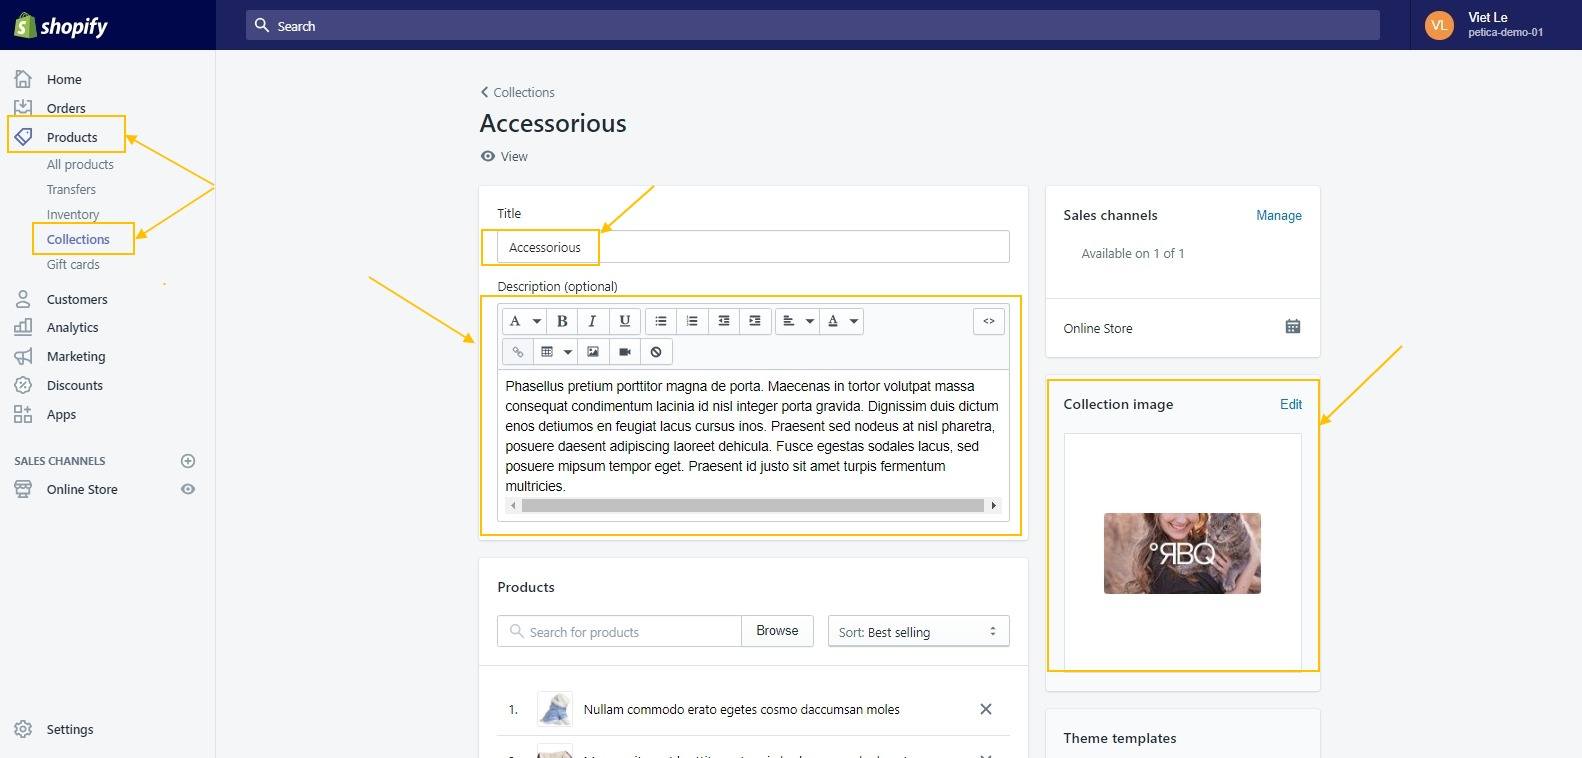 shopify
Search
VL
Viet Le
petica-demo-01
Home
Orders
Products
All products
Transfers
Inventory
Collections
Gift cards
Customers
Analytics
Marketing
Discounts
Apps
SALES CHANNELS
Online Store
Settings
Collections
Accessorious
View
Title
Accessorious
Description (optional)
A B I U A <>
Phasellus pretium porttitor magna de porta. Maecenas in tortor volutpat massa
consequat condimentum lacinia id nisl integer porta gravida. Dignissim duis dictum
enos detiumos en feugiat lacus cursus inos. Praesent sed nodeus at nisl pharetra,
posuere daesent adipiscing laoreet dehicula. Fusce egestas sodales lacus, sed
posuere mipsum tempor eget. Praesent id justo sit amet turpis fermentum
multricies.
Products
Search for products
Browse
Sort: Best selling
1. Nullam commodo erato egetes cosmo daccumsan moles
Sales channels
Manage
Available on 1 of 1
Online Store
Collection image
Edit
Theme templates